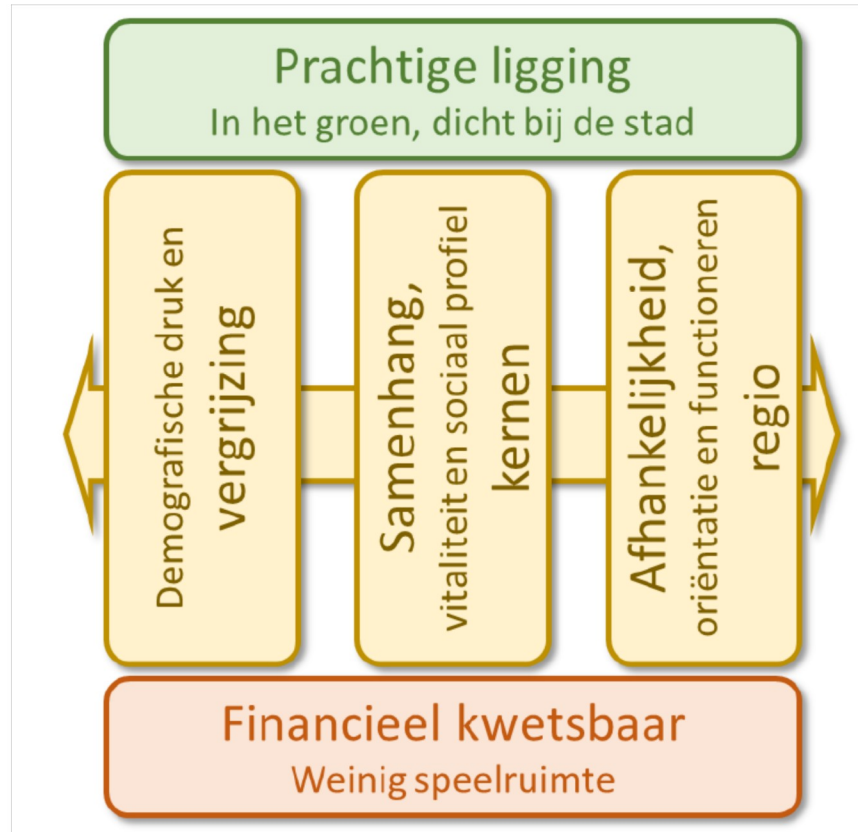 Prachtige ligging
In het groen, dicht bij de stad
Demografische druk en
vergrijzing
Samenhang,
vitaliteit en sociaal profiel
kernen
Afhankelijkheid,
oriëntatie en functioneren
regio
Financieel kwetsbaar
Weinig speelruimte